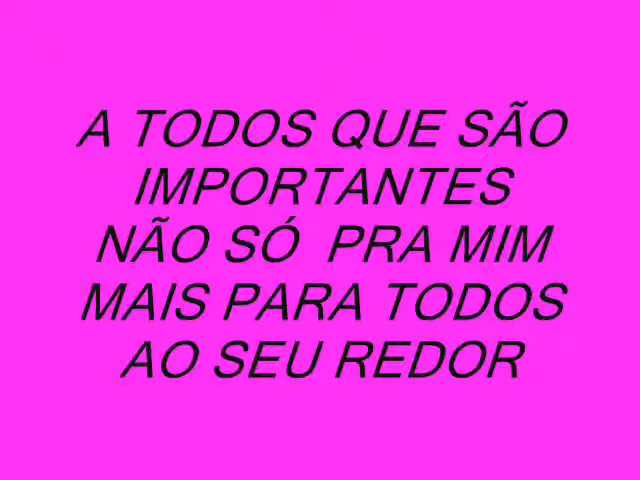 A TODOS QUE SÃO
IMPORTANTES
NÃO SÓ PRA MIM
MAIS PARA TODOS
AO SEU REDOR